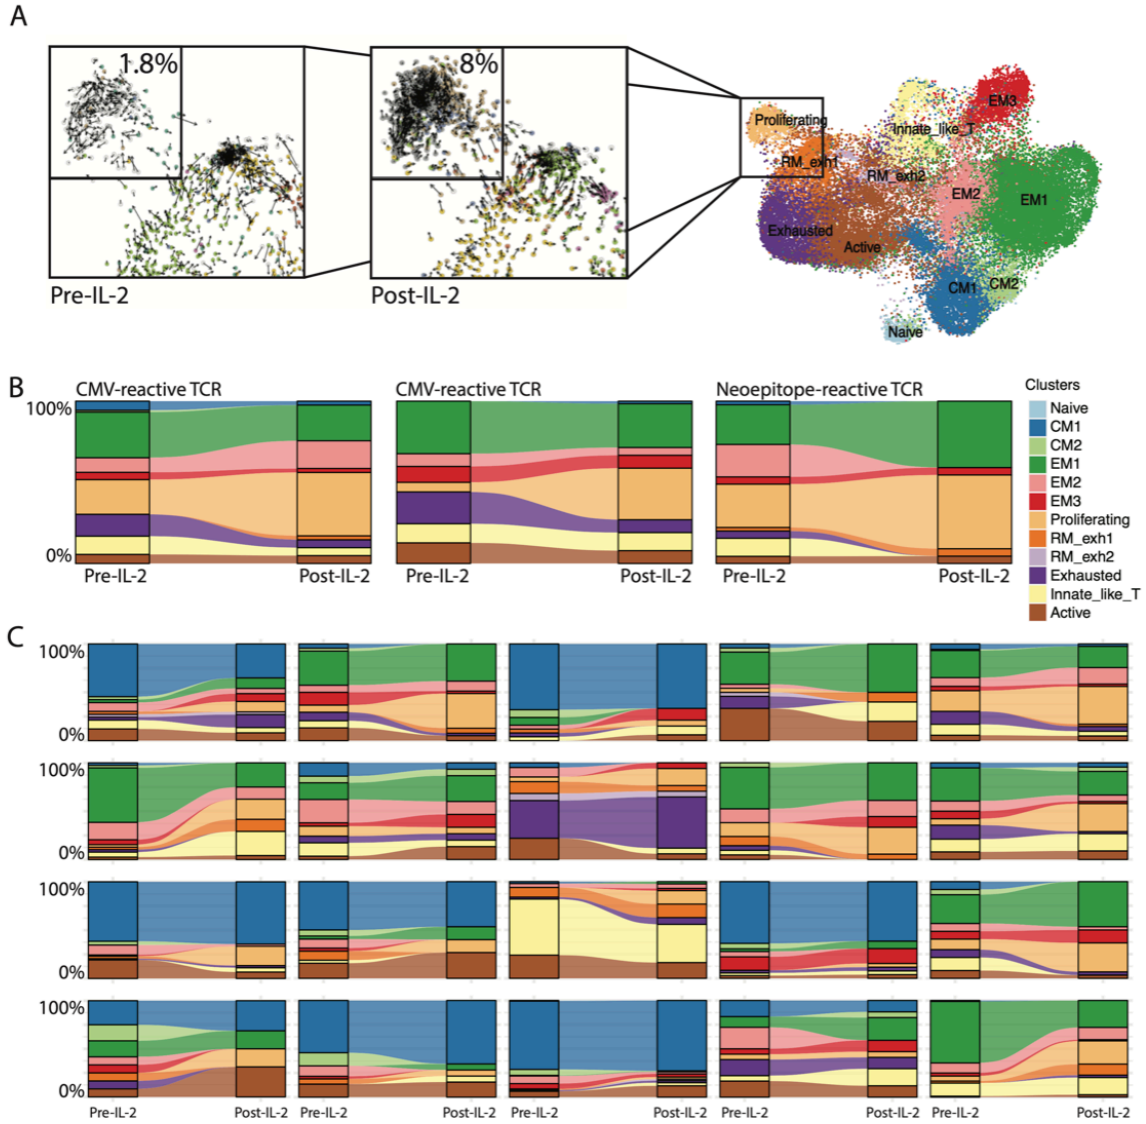 A
1.8%
8%
Pre-IL-2
Post-IL-2
Proliferating
RM_exh1
Innate_like_T
EM3
RM_exh2
EM2
EM1
Exhausted
Active
CM1
CM2
Naive
B
CMV-reactive TCR
CMV-reactive TCR
Neoepitope-reactive TCR
100%
0%
Pre-IL-2
Post-IL-2
Pre-IL-2
Post-IL-2
Pre-IL-2
Post-IL-2
Clusters
Naive
CM1
CM2
EM1
EM2
EM3
Proliferating
RM_exh1
RM_exh2
Exhausted
Innate_like_T
Active
C
100%
0%
100%
0%
100%
0%
100%
0%
Pre-IL-2
Post-IL-2
Pre-IL-2
Post-IL-2
Pre-IL-2
Post-IL-2
Pre-IL-2
Post-IL-2
Pre-IL-2
Post-IL-2